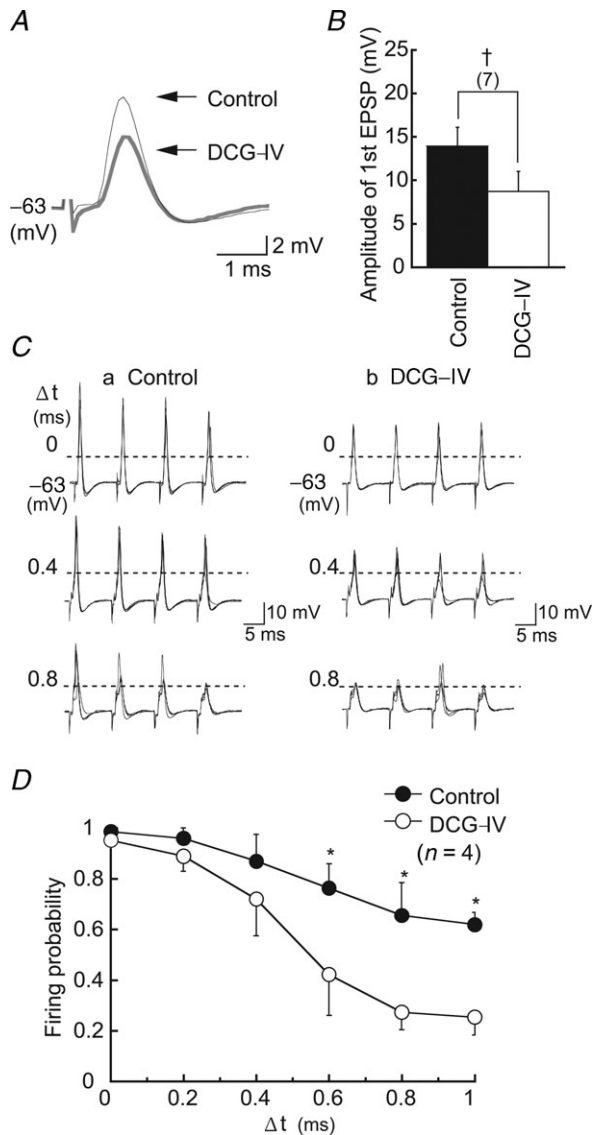 A
Control
DCG–IV
–63
(mV)
2 mV
1 ms
B
Amplitude of 1st EPSP (mV)
25
20
15
10
5
0
†
(7)
Control
DCG–IV
C
a Control
b DCG–IV
Δt
(ms)
0
–63
(mV)
0.4
10 mV
5 ms
0.8
0
–63
(mV)
0.4
10 mV
5 ms
0.8
D
Control
DCG–IV
(n = 4)
Firing probability
1
0.8
0.6
0.4
0.2
0
* * *
0 0.2 0.4 0.6 0.8 1
Δt (ms)